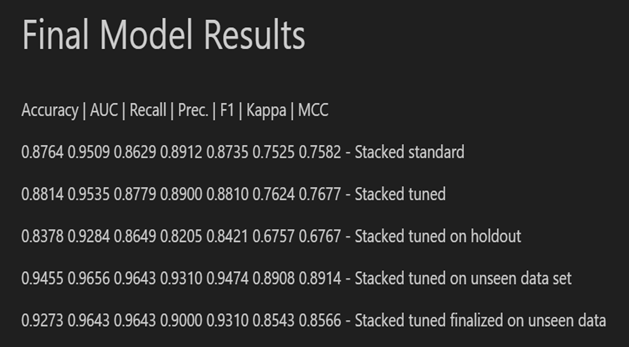 Final Model Results
Accuracy | AUC | Recall | Prec. | F1 | Kappa | MCC
0.8764 0.9509 0.8629 0.8912 0.8735 0.7525 0.7582 - Stacked standard
0.8814 0.9535 0.8779 0.8900 0.8810 0.7624 0.7677 - Stacked tuned
0.8378 0.9284 0.8649 0.8205 0.8421 0.6757 0.6767 - Stacked tuned on holdout
0.9455 0.9656 0.9643 0.9310 0.9474 0.8908 0.8914 - Stacked tuned on unseen data set
0.9273 0.9643 0.9643 0.9000 0.9310 0.8543 0.8566 - Stacked tuned finalized on unseen data